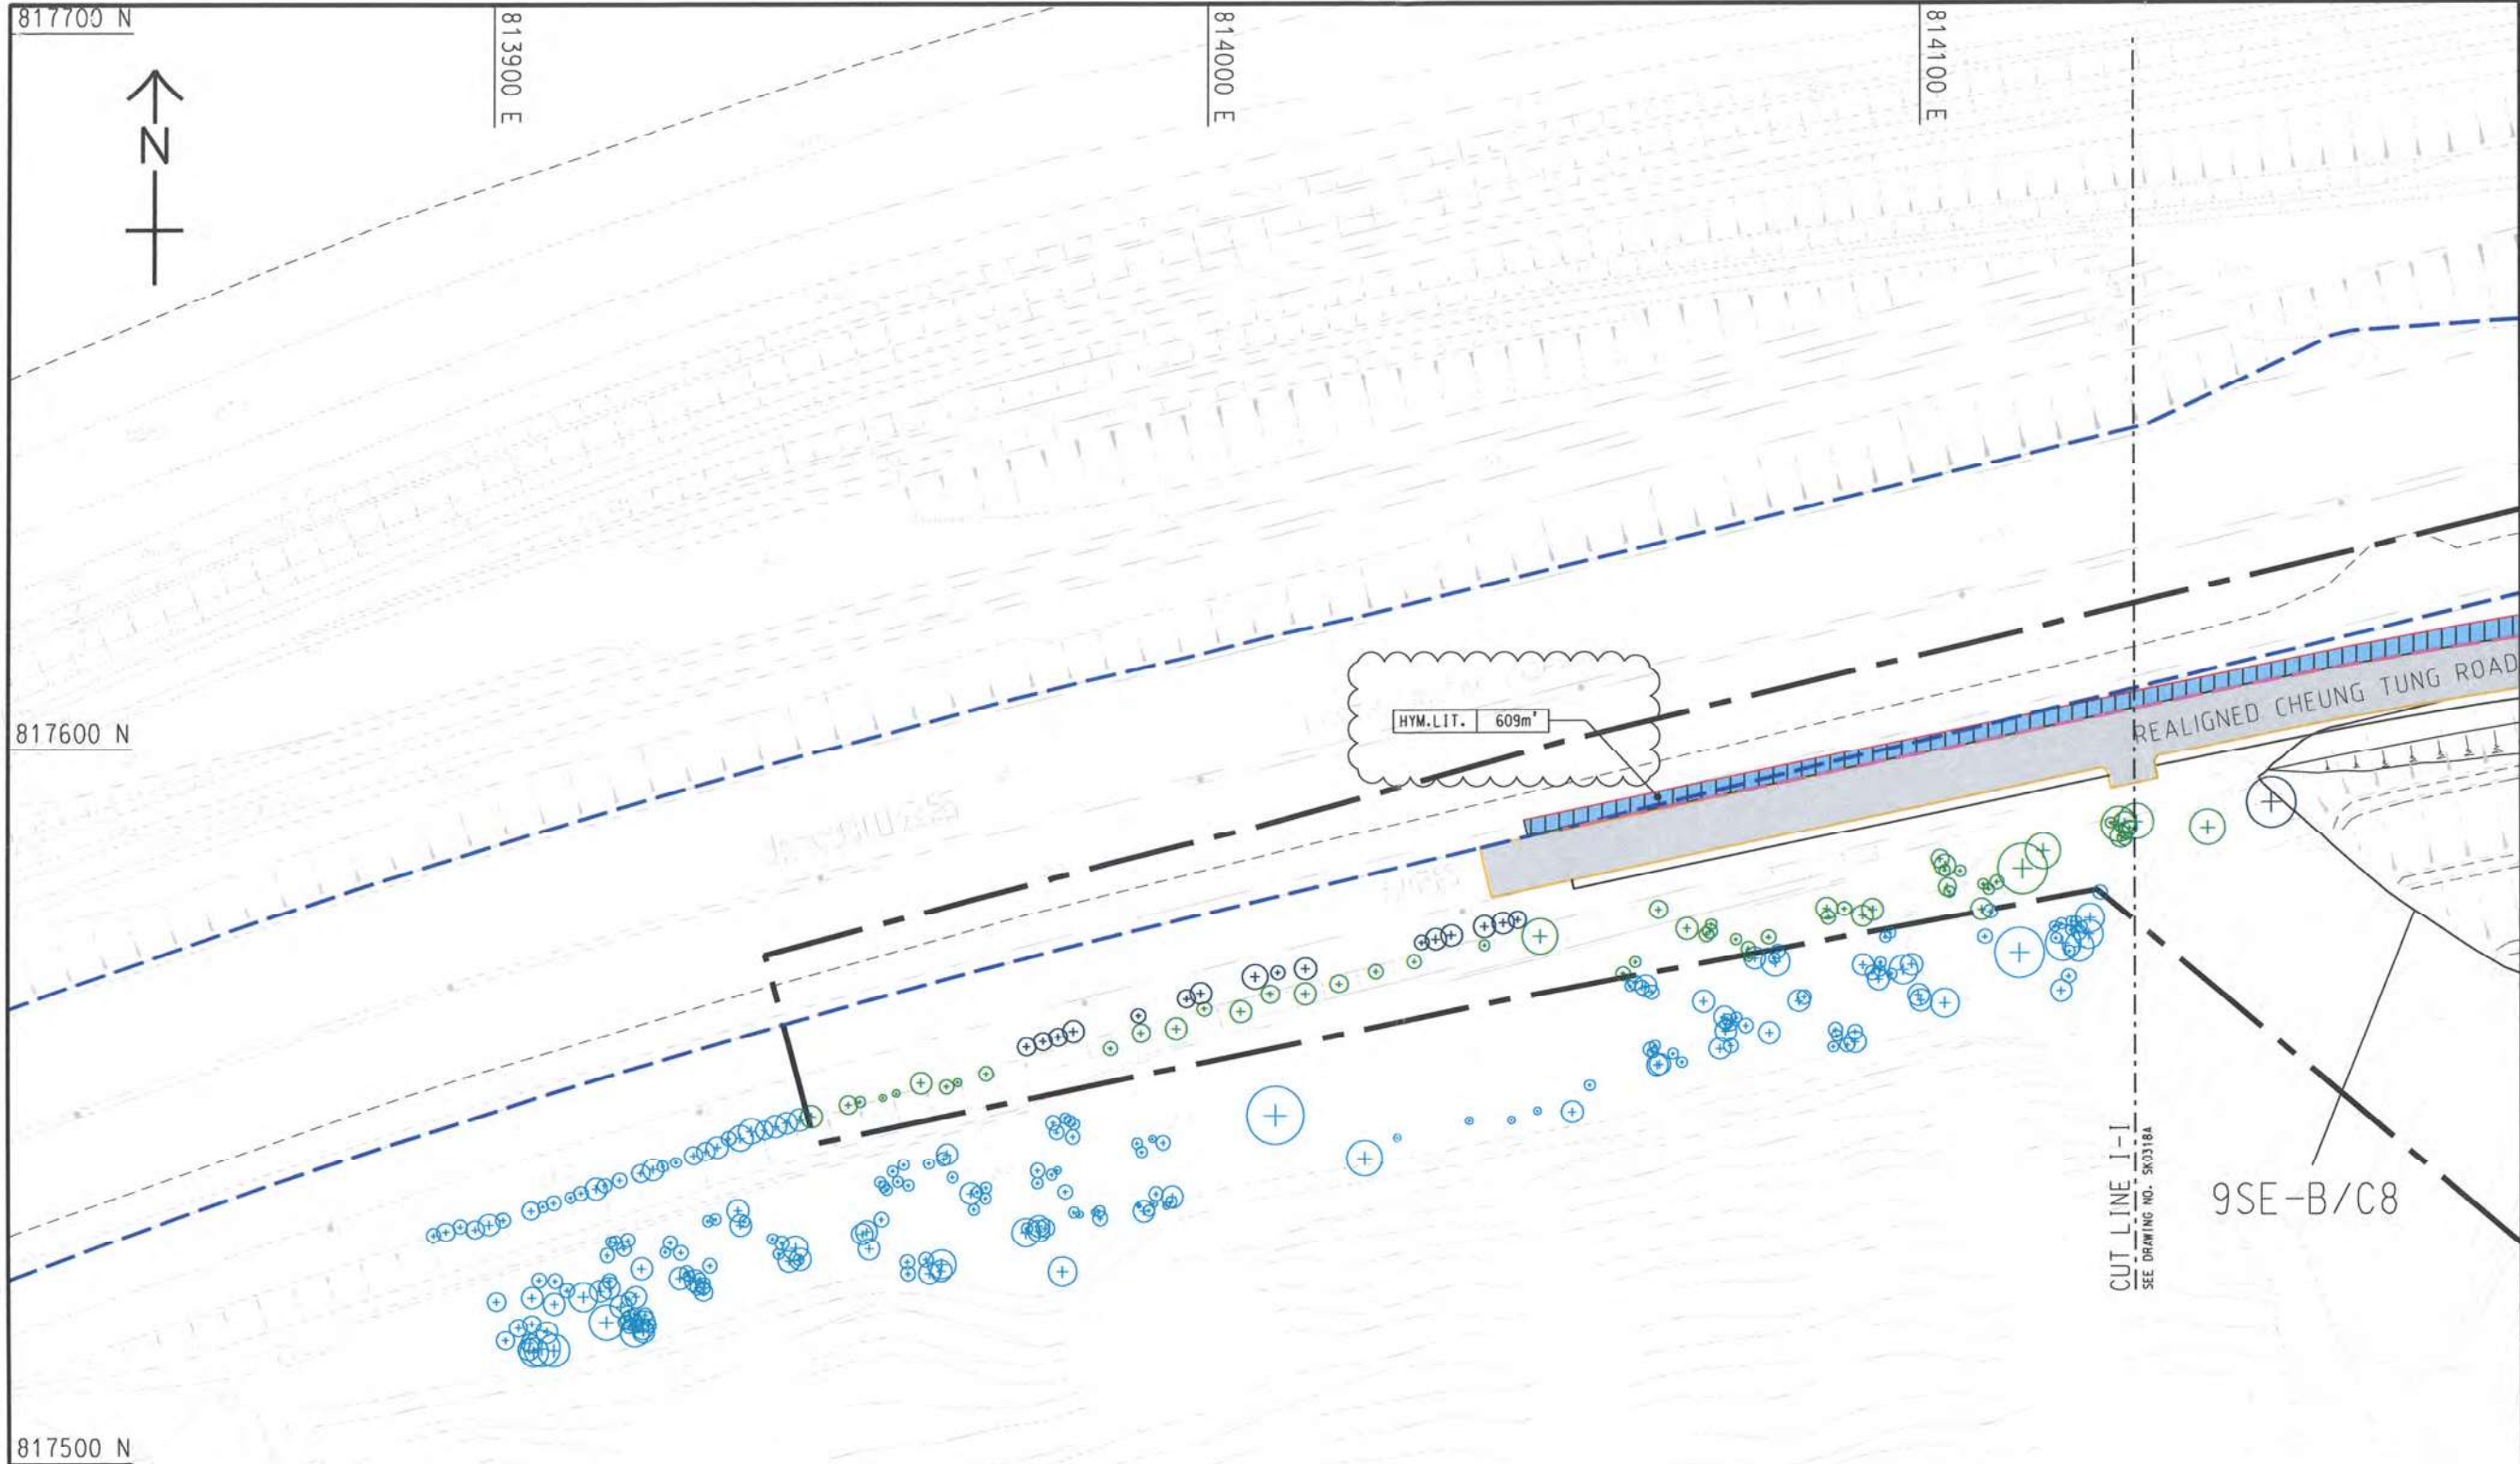 817700 N
813900 E
814000 E
814100 E
N
817600 N
HYM.LIT. 609m'
REALIGNED CHEUNG TUNG ROAD
CUT LINE I-I
SEE DRAWING NO. SK0318A
9SE-B/C8
817500 N